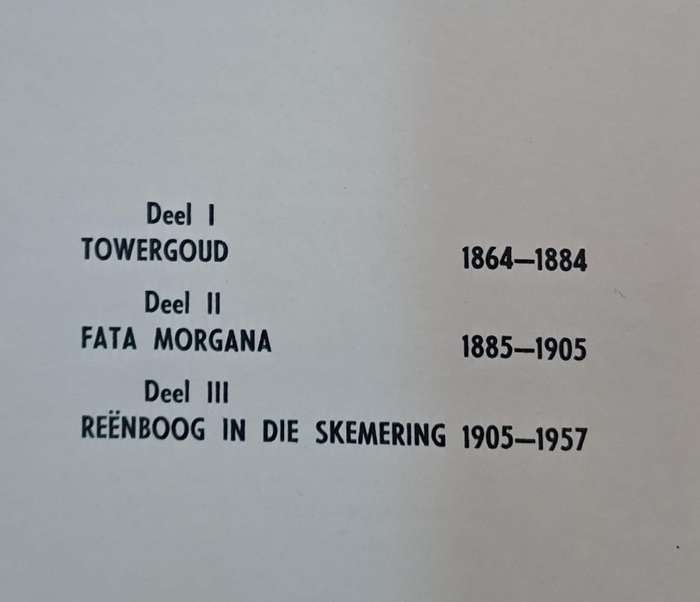 Deel I
TOWERGOUD 1864—1884
Deel II
FATA MORGANA 1885—1905
Deel III
REËNBOOG IN DIE SKEMERING 1905—1957